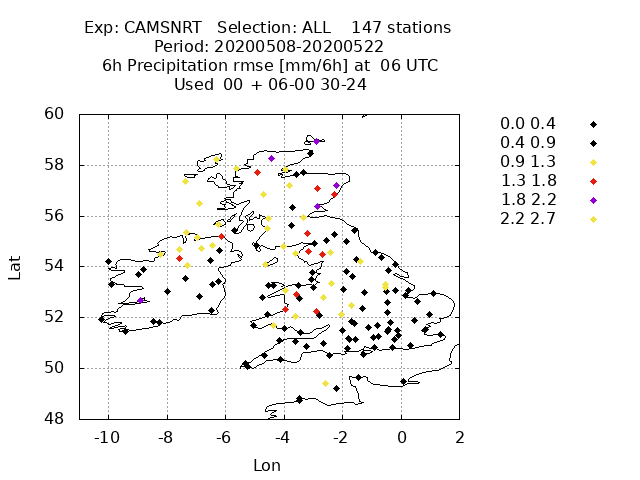 Exp: CAMSNRT   Selection: ALL    147 stations
Period: 20200508-20200522
6h Precipitation rmse [mm/6h] at  06 UTC
Used  00 + 06-00 30-24
60
58
56
54
52
50
48
Lat
-10 -8 -6 -4 -2 0 2
Lon
0.0 0.4
0.4 0.9
0.9 1.3
1.3 1.8
1.8 2.2
2.2 2.7